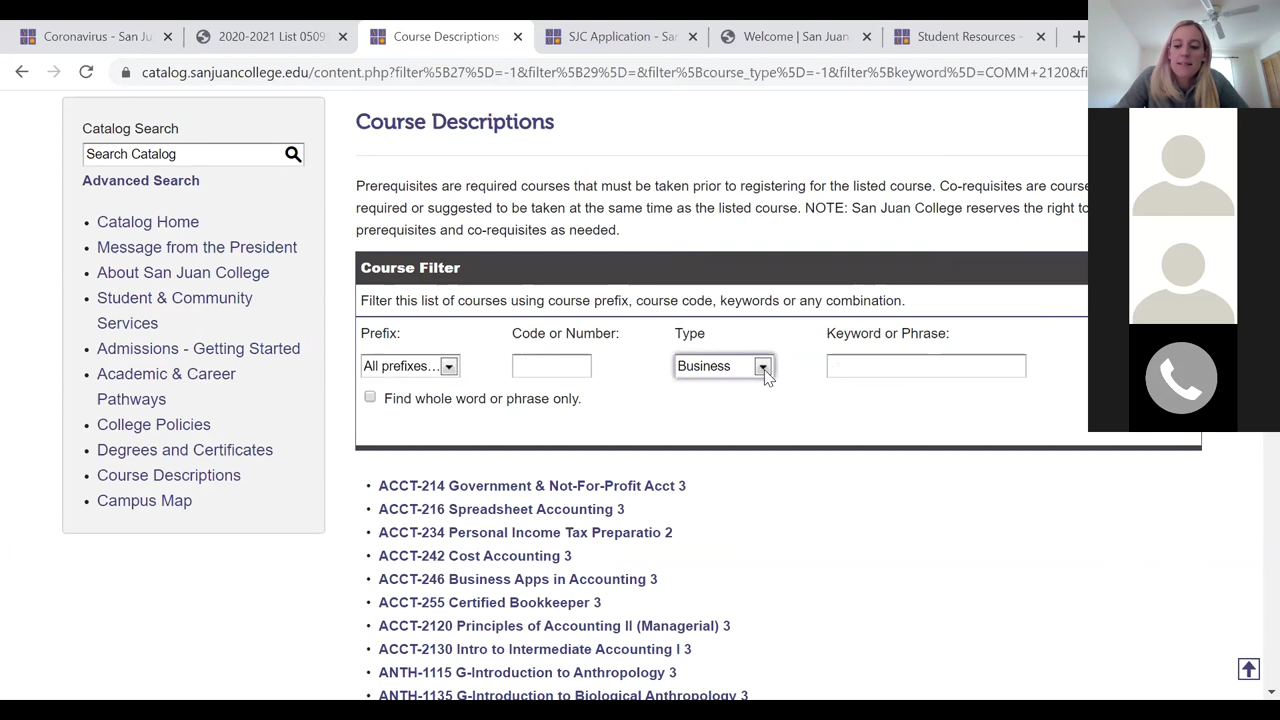 Coronavirus - San Ju
2020-2021 List 0509
Course Descriptions
SJC Application - Sa
Welcome | San Juan
Student Resources -
catalog.sanjuancollege.edu/content.php?filter%5B27%5D=-1&filter%5B29%5D=&filter%5Bcourse_type%5D=-1&filter%5Bkeyword%5D=COMM+2120&fi
Catalog Search
Search Catalog
Advanced Search
• Catalog Home
• Message from the President
• About San Juan College
• Student & Community
Services
• Admissions - Getting Started
• Academic & Career
Pathways
• College Policies
• Degrees and Certificates
• Course Descriptions
• Campus Map
Course Descriptions
Prerequisites are required courses that must be taken prior to registering for the listed course. Co-requisites are course
required or suggested to be taken at the same time as the listed course. NOTE: San Juan College reserves the right to
prerequisites and co-requisites as needed.
Course Filter
Filter this list of courses using course prefix, course code, keywords or any combination.
Prefix: Code or Number: Type Keyword or Phrase:
All prefixes... Business
Find whole word or phrase only.
• ACCT-214 Government & Not-For-Profit Acct 3
• ACCT-216 Spreadsheet Accounting 3
• ACCT-234 Personal Income Tax Preparatio 2
• ACCT-242 Cost Accounting 3
• ACCT-246 Business Apps in Accounting 3
• ACCT-255 Certified Bookkeeper 3
• ACCT-2120 Principles of Accounting II (Managerial) 3
• ACCT-2130 Intro to Intermediate Accounting I 3
• ANTH-1115 G-Introduction to Anthropology 3
• ANTH-1135 G-Introduction to Biological Anthropology 3